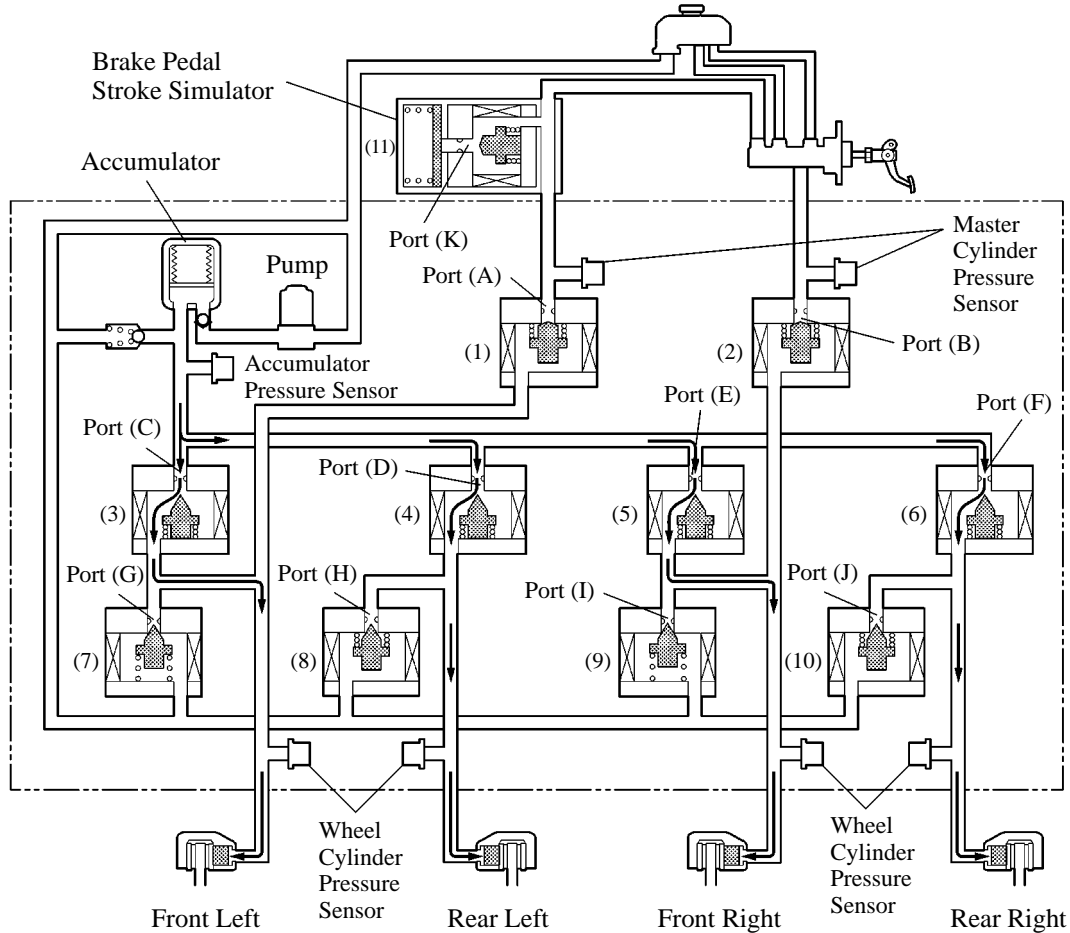 Brake Pedal
Stroke Simulator
(11)
Accumulator
Port (K)
Master
Cylinder
Pressure
Sensor
Pump
Port (A)
(1)
(2)
Port (B)
Accumulator
Pressure Sensor
Port (E)
Port (F)
Port (C)
Port (D)
(3)
(4)
(5)
(6)
Port (G)
Port (H)
Port (I)
Port (J)
(7)
(8)
(9)
(10)
Wheel
Cylinder
Pressure
Sensor
Wheel
Cylinder
Pressure
Sensor
Front Left
Rear Left
Front Right
Rear Right